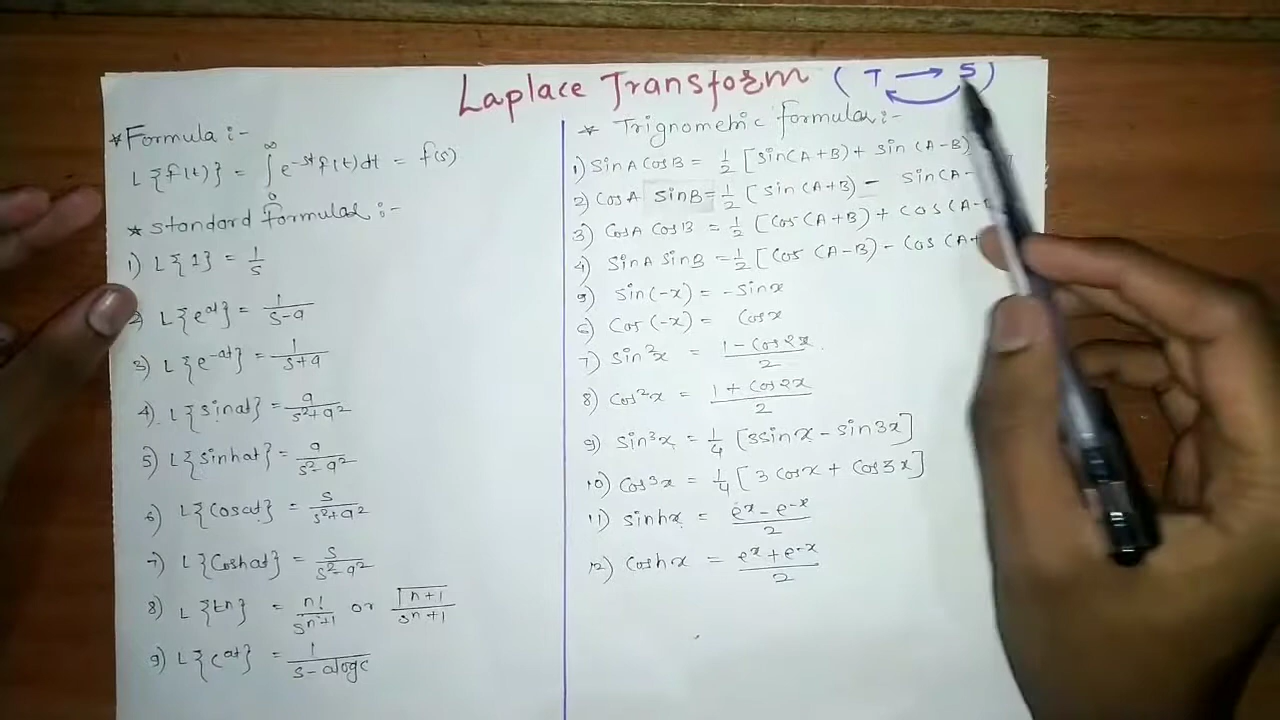 Laplace Transform ( T → S )
* Formula :-
L {f(t)} = ∫₀^∞ e^-st f(t)dt = f(s)
* Standard formulas :-
1) L {1} = 1/s
2) L {e^at} = 1/(s-a)
3) L {e^-at} = 1/(s+a)
4) L {sinat} = a/(s²+a²)
5) L {sinhat} = a/(s²-a²)
6) L {Cosat} = s/(s²+a²)
7) L {Coshat} = s/(s²-a²)
8) L {tn} = n!/s^n+1 or Γn+1/s^n+1
9) L {c^at} = 1/(s-alogc)
* Trignometric formulas :-
1) SinA CosB = 1/2 [sin(A+B) + sin (A-B)
2) CosA SinB = 1/2 [sin (A+B) - sin(A-
3) CosA CosB = 1/2 [Cos (A+B) + Cos (A-
4) SinA SinB = 1/2 [Cos (A-B) - Cos (A+
5) Sin(-x) = -Sinx
6) Cos(-x) = Cosx
7) Sin²x = (1-Cos2x)/2
8) Cos²x = (1+Cos2x)/2
9) Sin³x = 1/4 [3sinx - sin3x]
10) Cos³x = 1/4 [3Cosx + Cos3x]
11) sinhx = (e^x - e^-x)/2
12) Coshx = (e^x + e^-x)/2